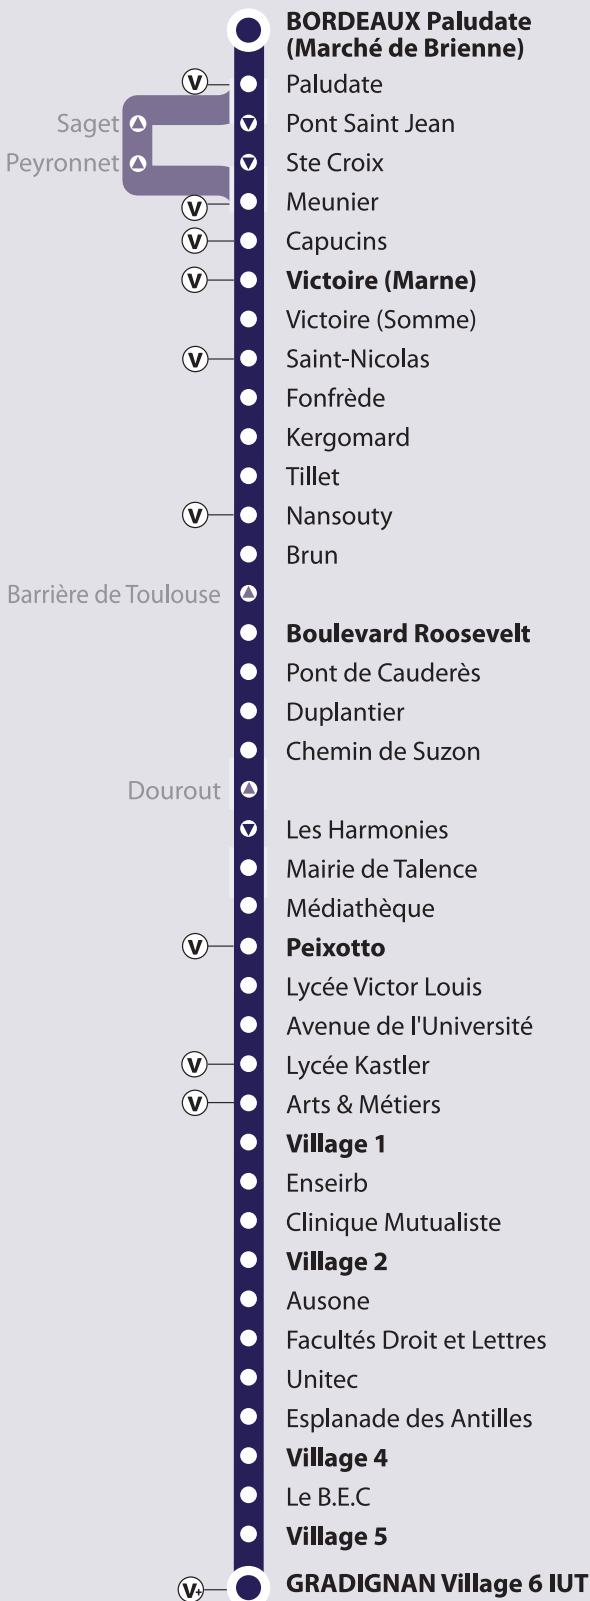 BORDEAUX Paludate
(Marché de Brienne)
V
Paludate
Saget
Pont Saint Jean
Peyronnet
Ste Croix
V
Meunier
V
Capucins
V
Victoire (Marne)
Victoire (Somme)
V
Saint-Nicolas
Fonfrède
Kergomard
Tillet
V
Nansouty
Brun
Barrière de Toulouse
Boulevard Roosevelt
Pont de Cauderès
Duplantier
Chemin de Suzon
Dourout
Les Harmonies
Mairie de Talence
Médiathèque
V
Peixotto
Lycée Victor Louis
Avenue de l'Université
V
Lycée Kastler
V
Arts & Métiers
Village 1
Enseirb
Clinique Mutualiste
Village 2
Ausone
Facultés Droit et Lettres
Unitec
Esplanade des Antilles
Village 4
Le B.E.C
Village 5
V+
GRADIGNAN Village 6 IUT